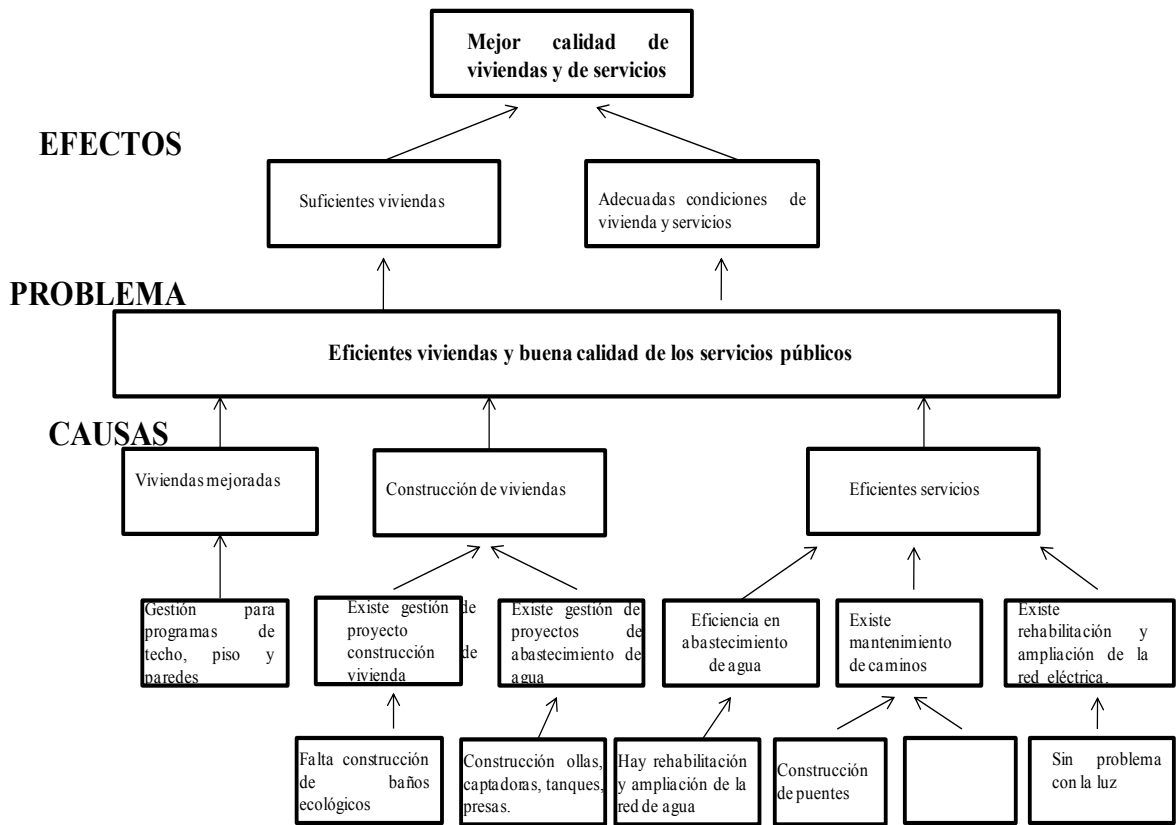 Mejor calidad de
viviendas y de servicios
EFECTOS
Suficientes viviendas
Adecuadas condiciones de
vivienda y servicios
PROBLEMA
Eficientes viviendas y buena calidad de los servicios públicos
CAUSAS
Viviendas mejoradas
Construcción de viviendas
Eficientes servicios
Gestión para
programas de
techo, piso y
paredes
Existe gestión de
proyecto
construcción de
vivienda
Existe gestión de
proyectos de
abastecimiento de
agua
Eficiencia en
abastecimiento
de agua
Existe
mantenimiento
de caminos
Existe
rehabilitación y
ampliación de la
red eléctrica.
Falta construcción
de baños
ecológicos
Construcción ollas,
captadoras, tanques,
presas.
Hay rehabilitación
y ampliación de la
red de agua
Construcción
de puentes
Sin problema
con la luz